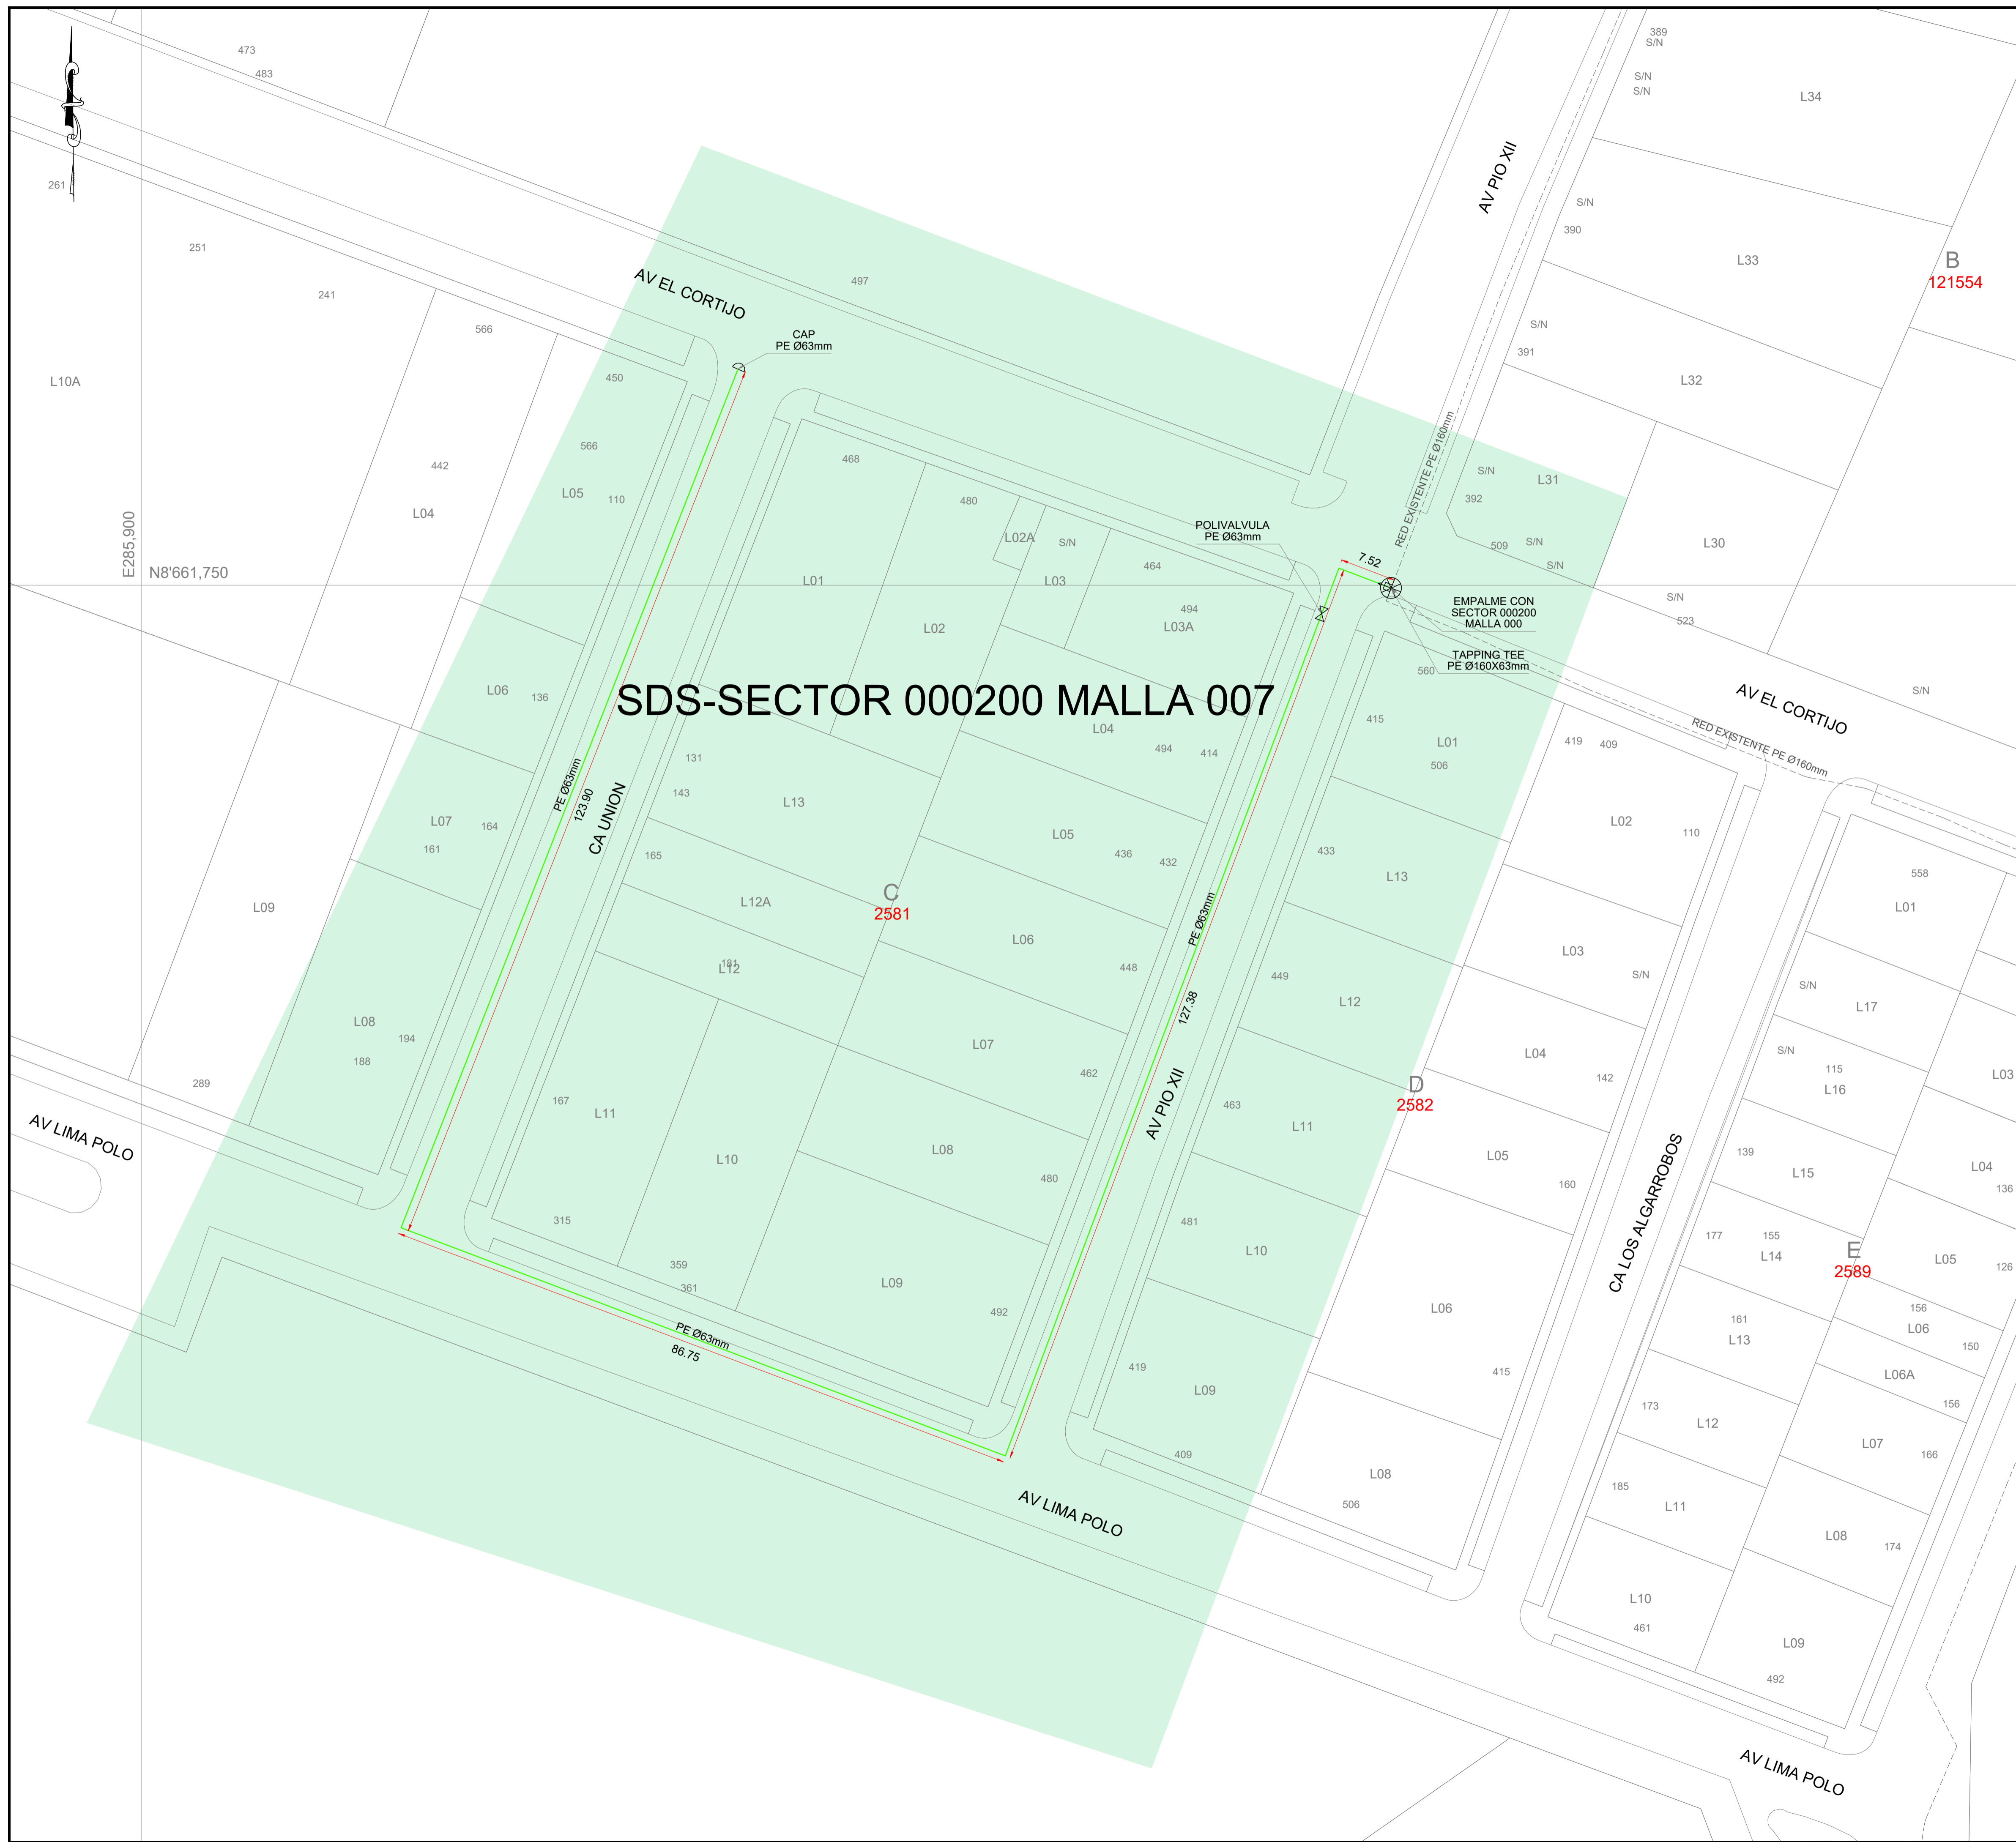 473
483
389
S/N
S/N
S/N
L34
AV PIO XII
261
S/N
390
L33
B
121554
251
241
497
AV EL CORTIJO
566
CAP
PE Ø63mm
S/N
391
L32
L10A
450
566
442
L05
110
L04
468
480
L02A
S/N
464
L03
L01
494
L03A
L02
POLIVALVULA
PE Ø63mm
7.52
RED EXISTENTE PE Ø160mm
S/N
L31
392
509
S/N
S/N
L30
E285,900
N8'661,750
EMPALME CON
SECTOR 000200
MALLA 000
TAPPING TEE
PE Ø160X63mm
S/N
523
S/N
AV EL CORTIJO
RED EXISTENTE PE Ø160mm
L06
136
SDS-SECTOR 000200 MALLA 007
560
415
L01
506
419
409
L02
110
L04
494
414
131
143
L13
PE Ø63mm
123.90
CA UNION
L07
164
161
165
L05
436
432
433
L13
L12A
C
2581
L09
L06
448
PE Ø63mm
127.38
181
L12
449
L12
L03
S/N
558
L01
S/N
L17
L08
194
188
289
L07
462
167
L11
AV PIO XII
463
L11
D
2582
L04
142
S/N
115
L16
L03
AV LIMA POLO
L10
L08
480
L05
160
139
L15
L04
136
CA LOS ALGARROBOS
315
359
361
L09
492
481
L10
L06
415
177
155
L14
E
2589
L05
126
156
L06
150
161
L13
L06A
156
PE Ø63mm
86.75
419
L09
409
173
L12
L07
166
L08
506
185
L11
AV LIMA POLO
L08
174
L10
461
L09
492
AV LIMA POLO